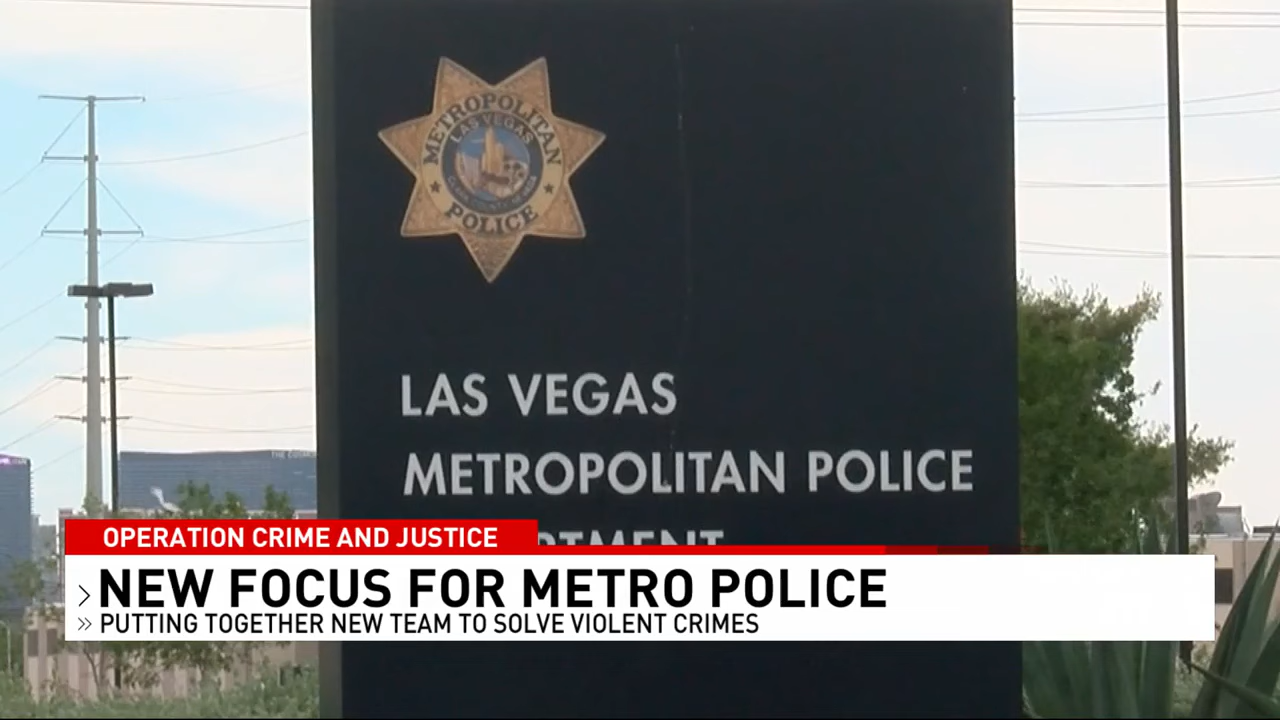 METROPOLITAN
LAS VEGAS
POLICE
LAS VEGAS
METROPOLITAN POLICE
OPERATION CRIME AND JUSTICE
NEW FOCUS FOR METRO POLICE
PUTTING TOGETHER NEW TEAM TO SOLVE VIOLENT CRIMES